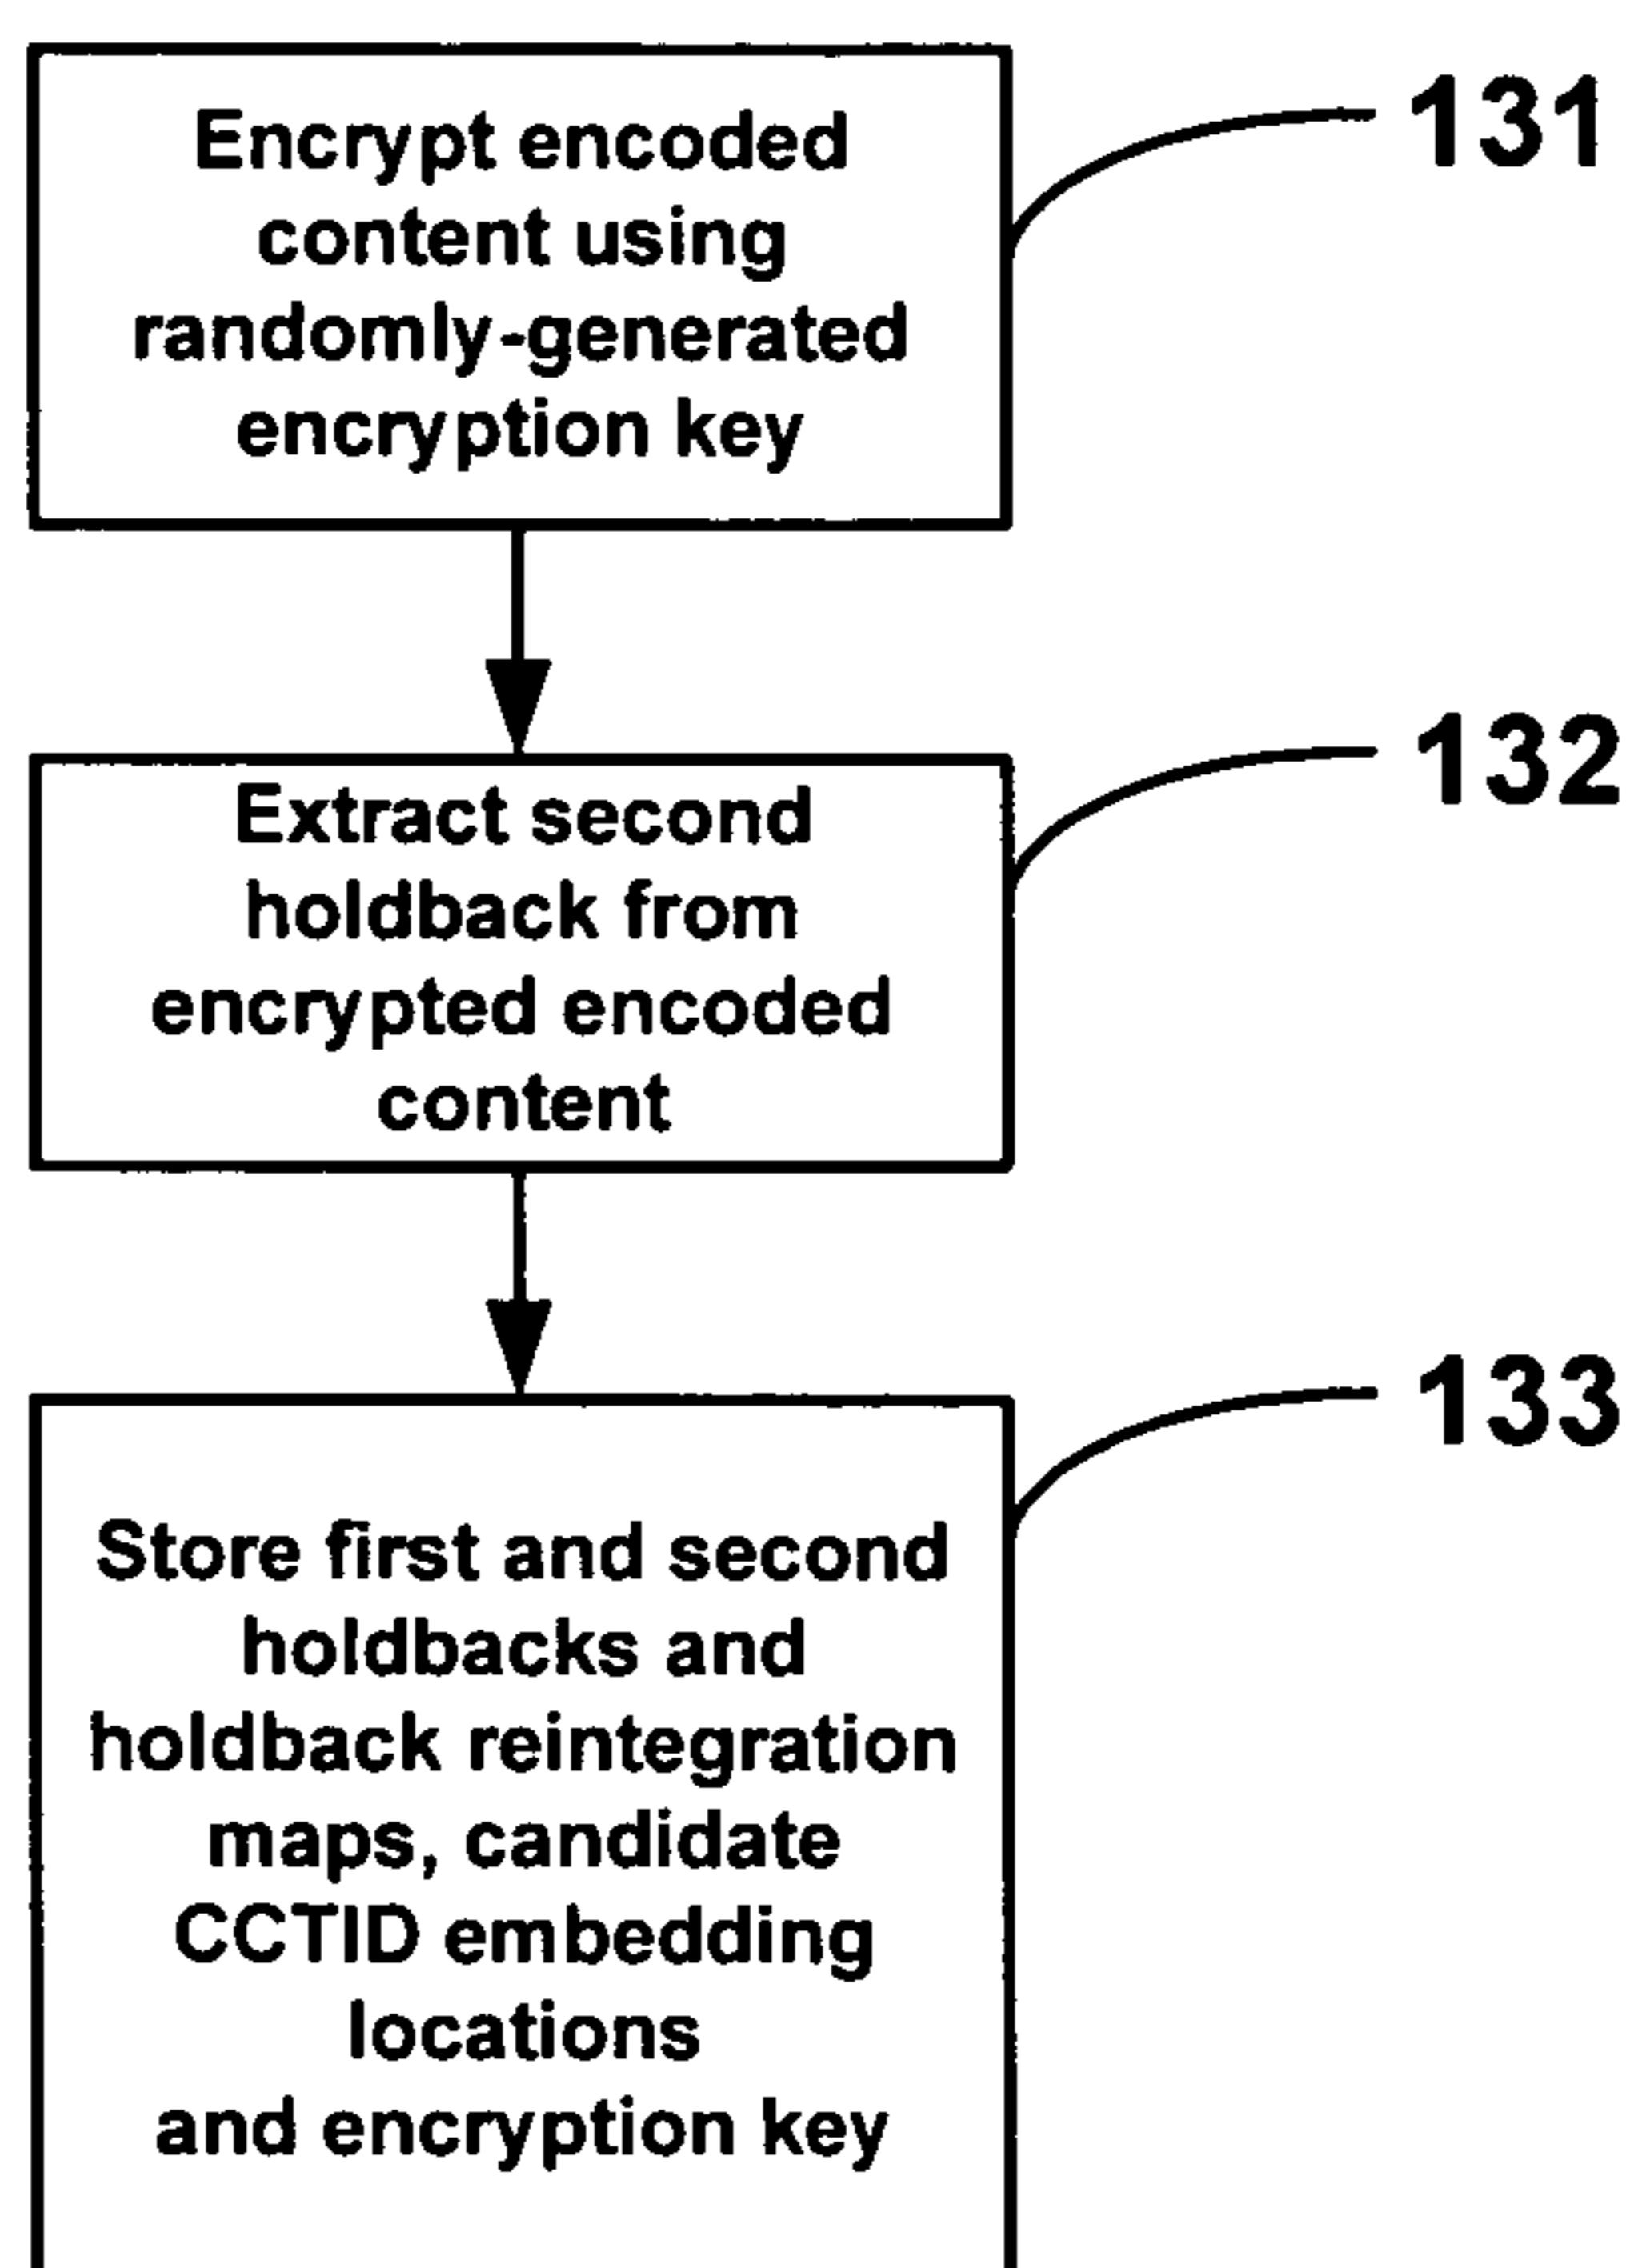 Encrypt encoded
content using
randomly-generated
encryption key
131
Extract second
holdback from
encrypted encoded
content
132
Store first and second
holdbacks and
holdback reintegration
maps, candidate
CCTID embedding
locations
and encryption key
133